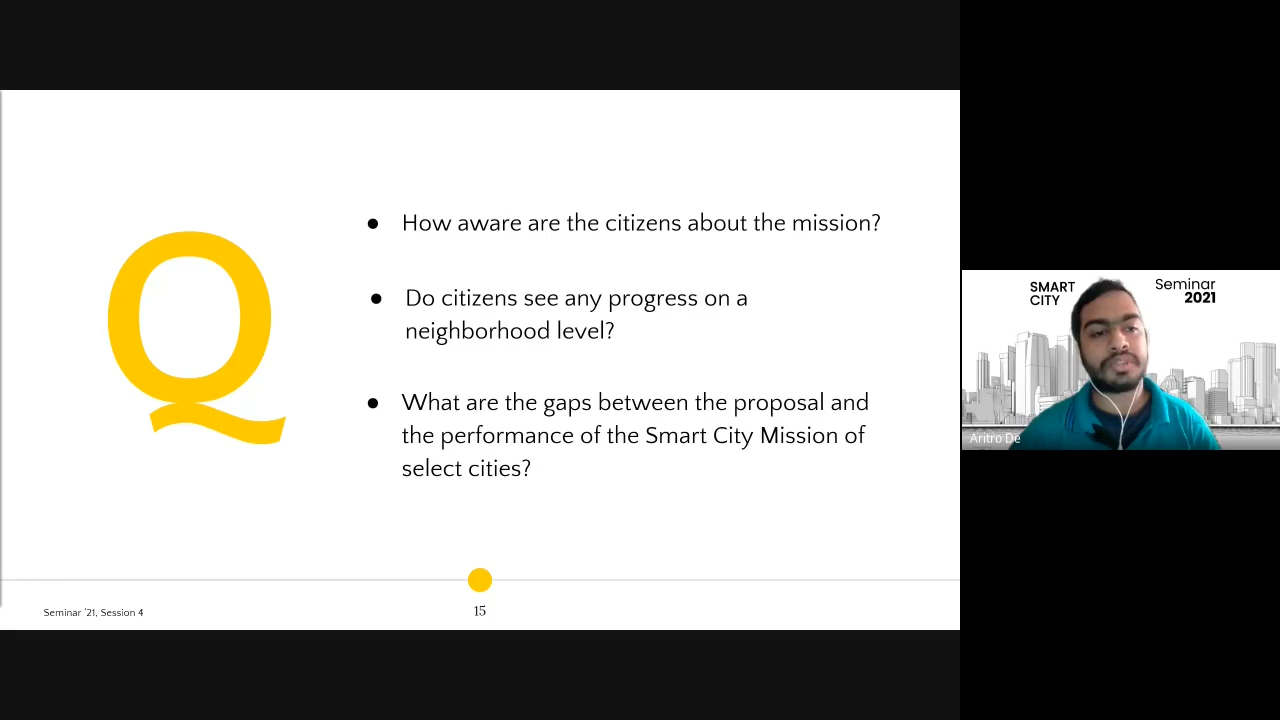 Q
● How aware are the citizens about the mission?
● Do citizens see any progress on a
neighborhood level?
● What are the gaps between the proposal and
the performance of the Smart City Mission of
select cities?
Seminar '21, Session 4
15
SMART
CITY
Seminar
2021
Aritro De